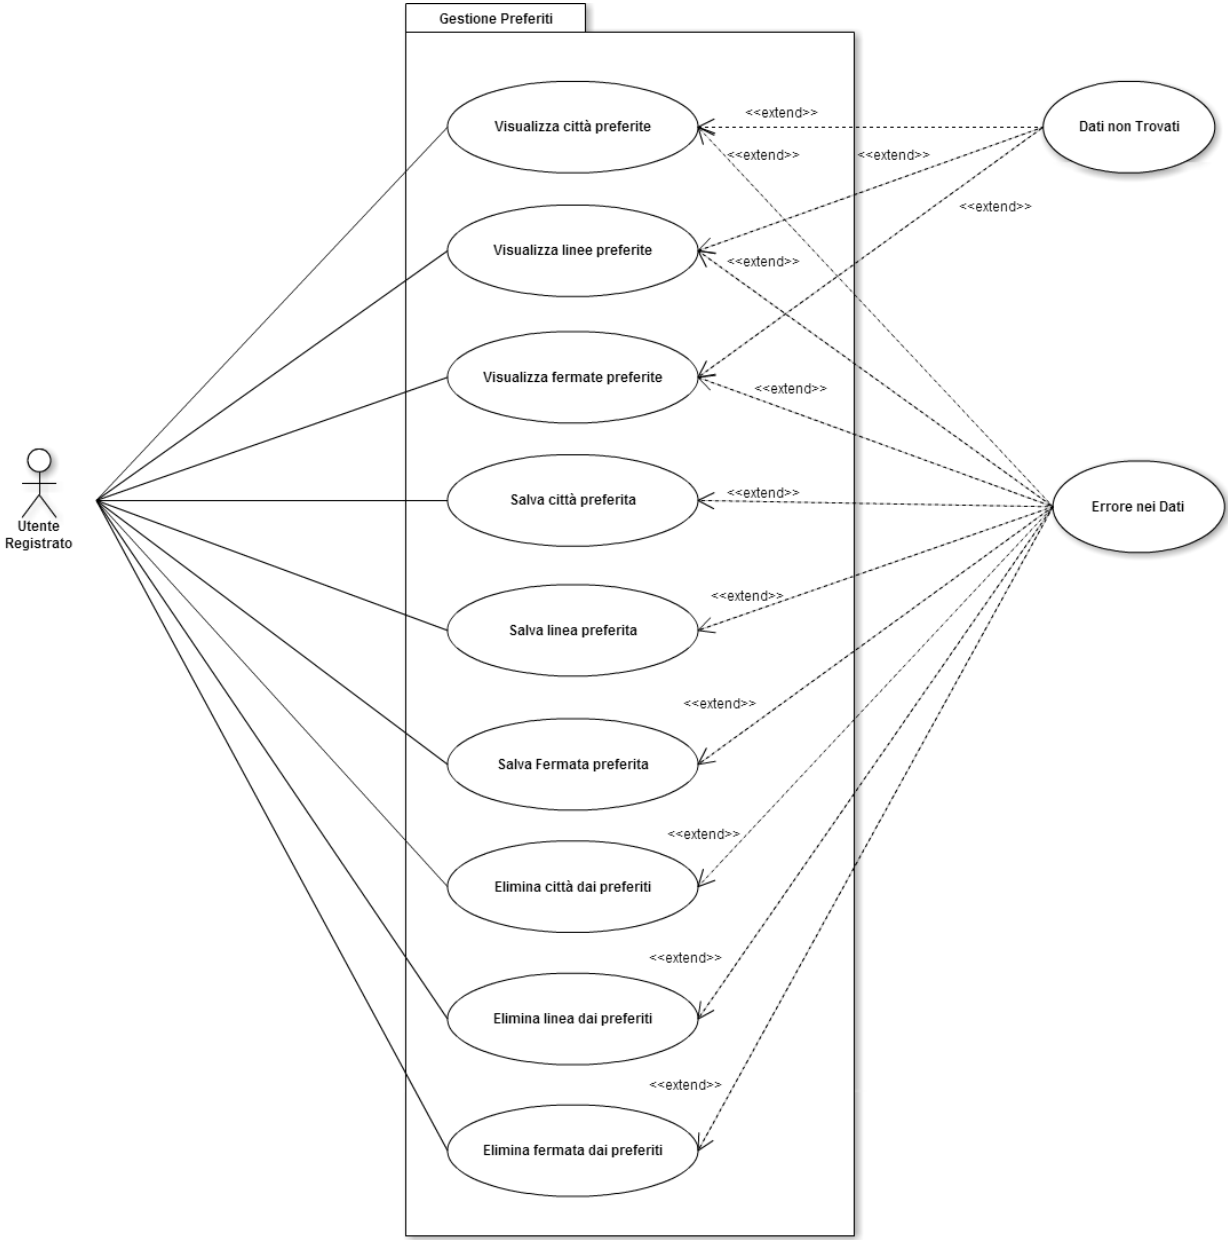 Gestione Preferiti
Visualizza città preferite
<<extend>>
Dati non Trovati
<<extend>>
<<extend>>
<<extend>>
Visualizza linee preferite
<<extend>>
Visualizza fermate preferite
<<extend>>
Utente
Registrato
Salva città preferita
<<extend>>
Errore nei Dati
<<extend>>
Salva linea preferita
<<extend>>
Salva Fermata preferita
<<extend>>
Elimina città dai preferiti
<<extend>>
Elimina linea dai preferiti
<<extend>>
Elimina fermata dai preferiti